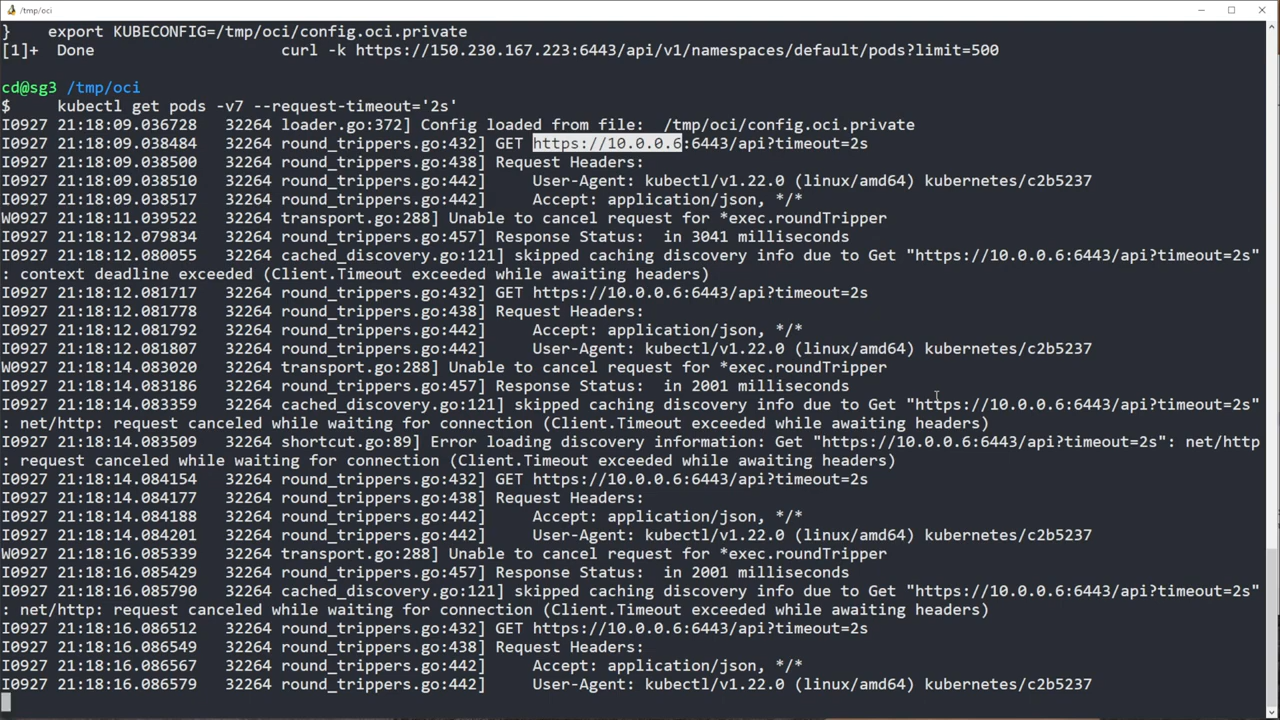 /tmp/oci
}    export KUBECONFIG=/tmp/oci/config.oci.private
[1]+  Done                    curl -k https://150.230.167.223:6443/api/v1/namespaces/default/pods?limit=500
cd@sg3 /tmp/oci
$     kubectl get pods -v7 --request-timeout='2s'
I0927 21:18:09.036728   32264 loader.go:372] Config loaded from file:  /tmp/oci/config.oci.private
I0927 21:18:09.038484   32264 round_trippers.go:432] GET https://10.0.0.6:6443/api?timeout=2s
I0927 21:18:09.038500   32264 round_trippers.go:438] Request Headers:
I0927 21:18:09.038510   32264 round_trippers.go:442]     User-Agent: kubectl/v1.22.0 (linux/amd64) kubernetes/c2b5237
I0927 21:18:09.038517   32264 round_trippers.go:442]     Accept: application/json, */*
W0927 21:18:11.039522   32264 transport.go:288] Unable to cancel request for *exec.roundTripper
I0927 21:18:12.079834   32264 round_trippers.go:457] Response Status:  in 3041 milliseconds
I0927 21:18:12.080055   32264 cached_discovery.go:121] skipped caching discovery info due to Get "https://10.0.0.6:6443/api?timeout=2s"
: context deadline exceeded (Client.Timeout exceeded while awaiting headers)
I0927 21:18:12.081717   32264 round_trippers.go:432] GET https://10.0.0.6:6443/api?timeout=2s
I0927 21:18:12.081778   32264 round_trippers.go:438] Request Headers:
I0927 21:18:12.081792   32264 round_trippers.go:442]     Accept: application/json, */*
I0927 21:18:12.081807   32264 round_trippers.go:442]     User-Agent: kubectl/v1.22.0 (linux/amd64) kubernetes/c2b5237
W0927 21:18:14.083020   32264 transport.go:288] Unable to cancel request for *exec.roundTripper
I0927 21:18:14.083186   32264 round_trippers.go:457] Response Status:  in 2001 milliseconds
I0927 21:18:14.083359   32264 cached_discovery.go:121] skipped caching discovery info due to Get "https://10.0.0.6:6443/api?timeout=2s"
: net/http: request canceled while waiting for connection (Client.Timeout exceeded while awaiting headers)
I0927 21:18:14.083509   32264 shortcut.go:89] Error loading discovery information: Get "https://10.0.0.6:6443/api?timeout=2s": net/http
: request canceled while waiting for connection (Client.Timeout exceeded while awaiting headers)
I0927 21:18:14.084154   32264 round_trippers.go:432] GET https://10.0.0.6:6443/api?timeout=2s
I0927 21:18:14.084177   32264 round_trippers.go:438] Request Headers:
I0927 21:18:14.084188   32264 round_trippers.go:442]     Accept: application/json, */*
I0927 21:18:14.084201   32264 round_trippers.go:442]     User-Agent: kubectl/v1.22.0 (linux/amd64) kubernetes/c2b5237
W0927 21:18:16.085339   32264 transport.go:288] Unable to cancel request for *exec.roundTripper
I0927 21:18:16.085429   32264 round_trippers.go:457] Response Status:  in 2001 milliseconds
I0927 21:18:16.085790   32264 cached_discovery.go:121] skipped caching discovery info due to Get "https://10.0.0.6:6443/api?timeout=2s"
: net/http: request canceled while waiting for connection (Client.Timeout exceeded while awaiting headers)
I0927 21:18:16.086512   32264 round_trippers.go:432] GET https://10.0.0.6:6443/api?timeout=2s
I0927 21:18:16.086549   32264 round_trippers.go:438] Request Headers:
I0927 21:18:16.086567   32264 round_trippers.go:442]     Accept: application/json, */*
I0927 21:18:16.086579   32264 round_trippers.go:442]     User-Agent: kubectl/v1.22.0 (linux/amd64) kubernetes/c2b5237